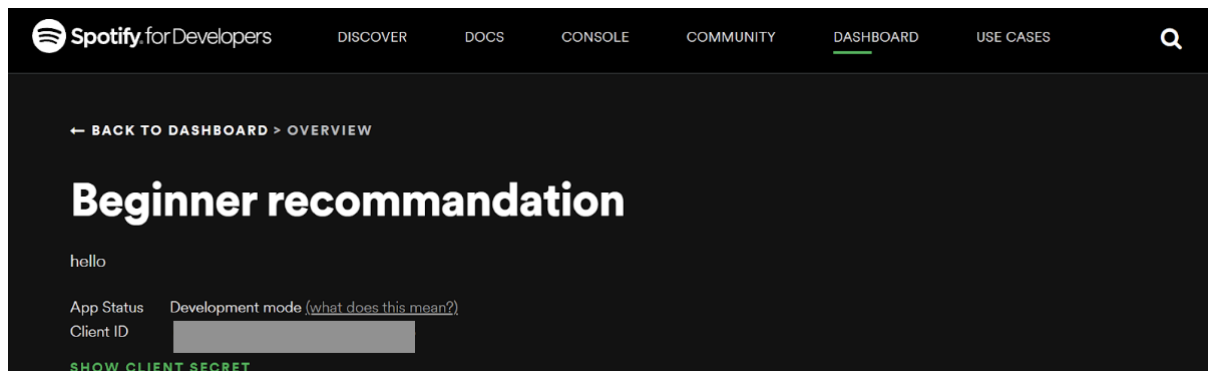 Spotify for Developers DISCOVER DOCS CONSOLE COMMUNITY DASHBOARD USE CASES
← BACK TO DASHBOARD > OVERVIEW
Beginner recommandation
hello
App Status Development mode (what does this mean?)
Client ID
SHOW CLIENT SECRET